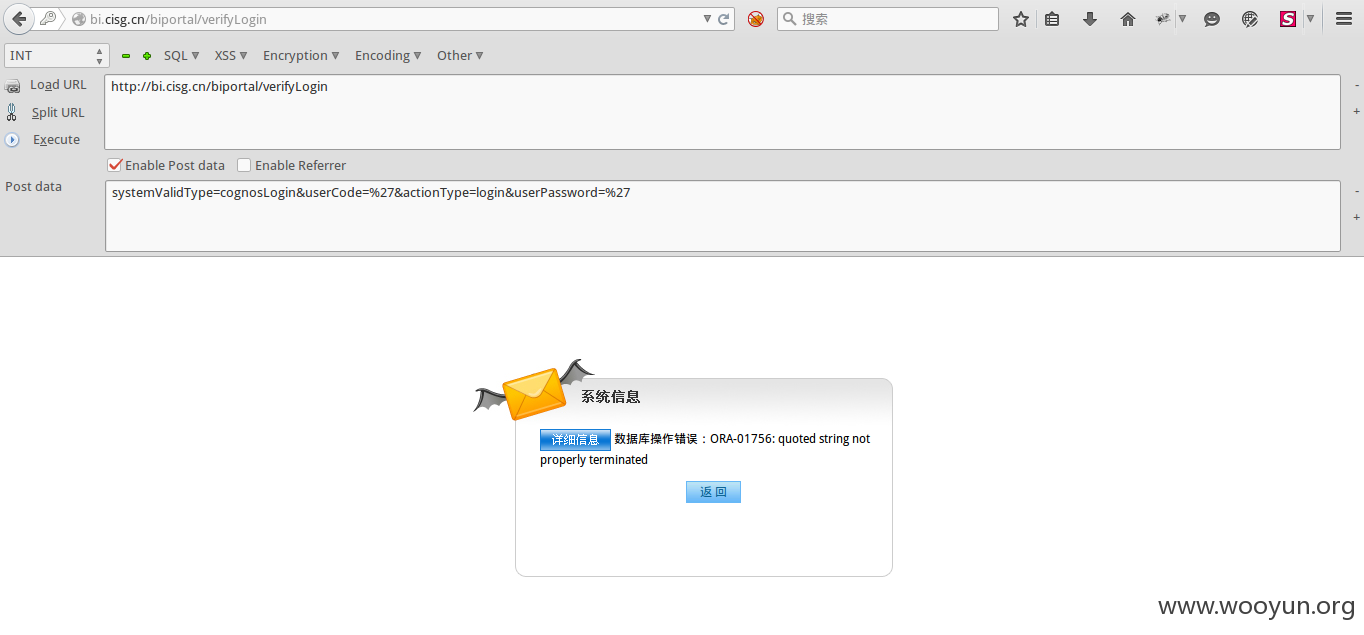 bi.cisg.cn/biportal/verifyLogin
搜索
INT
SQL
XSS
Encryption
Encoding
Other
Load URL
http://bi.cisg.cn/biportal/verifyLogin
Split URL
Execute
Enable Post data
Enable Referrer
Post data
systemValidType=cognosLogin&userCode=%27&actionType=login&userPassword=%27
系统信息
详细信息 数据库操作错误：ORA-01756: quoted string not
properly terminated
返 回
www.wooyun.org